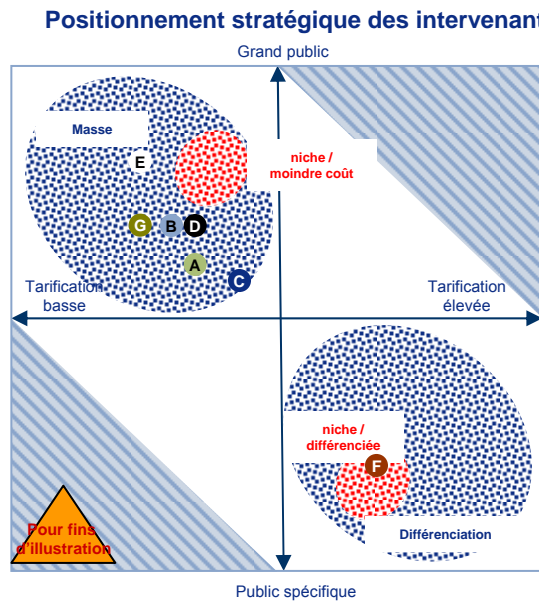 Positionnement stratégique des intervenant
Grand public
Masse
E
niche /
moindre coût
G
B
D
A
C
Tarification
basse
Tarification
élevée
niche /
différenciée
F
Pour fins
d'illustration
Différenciation
Public spécifique